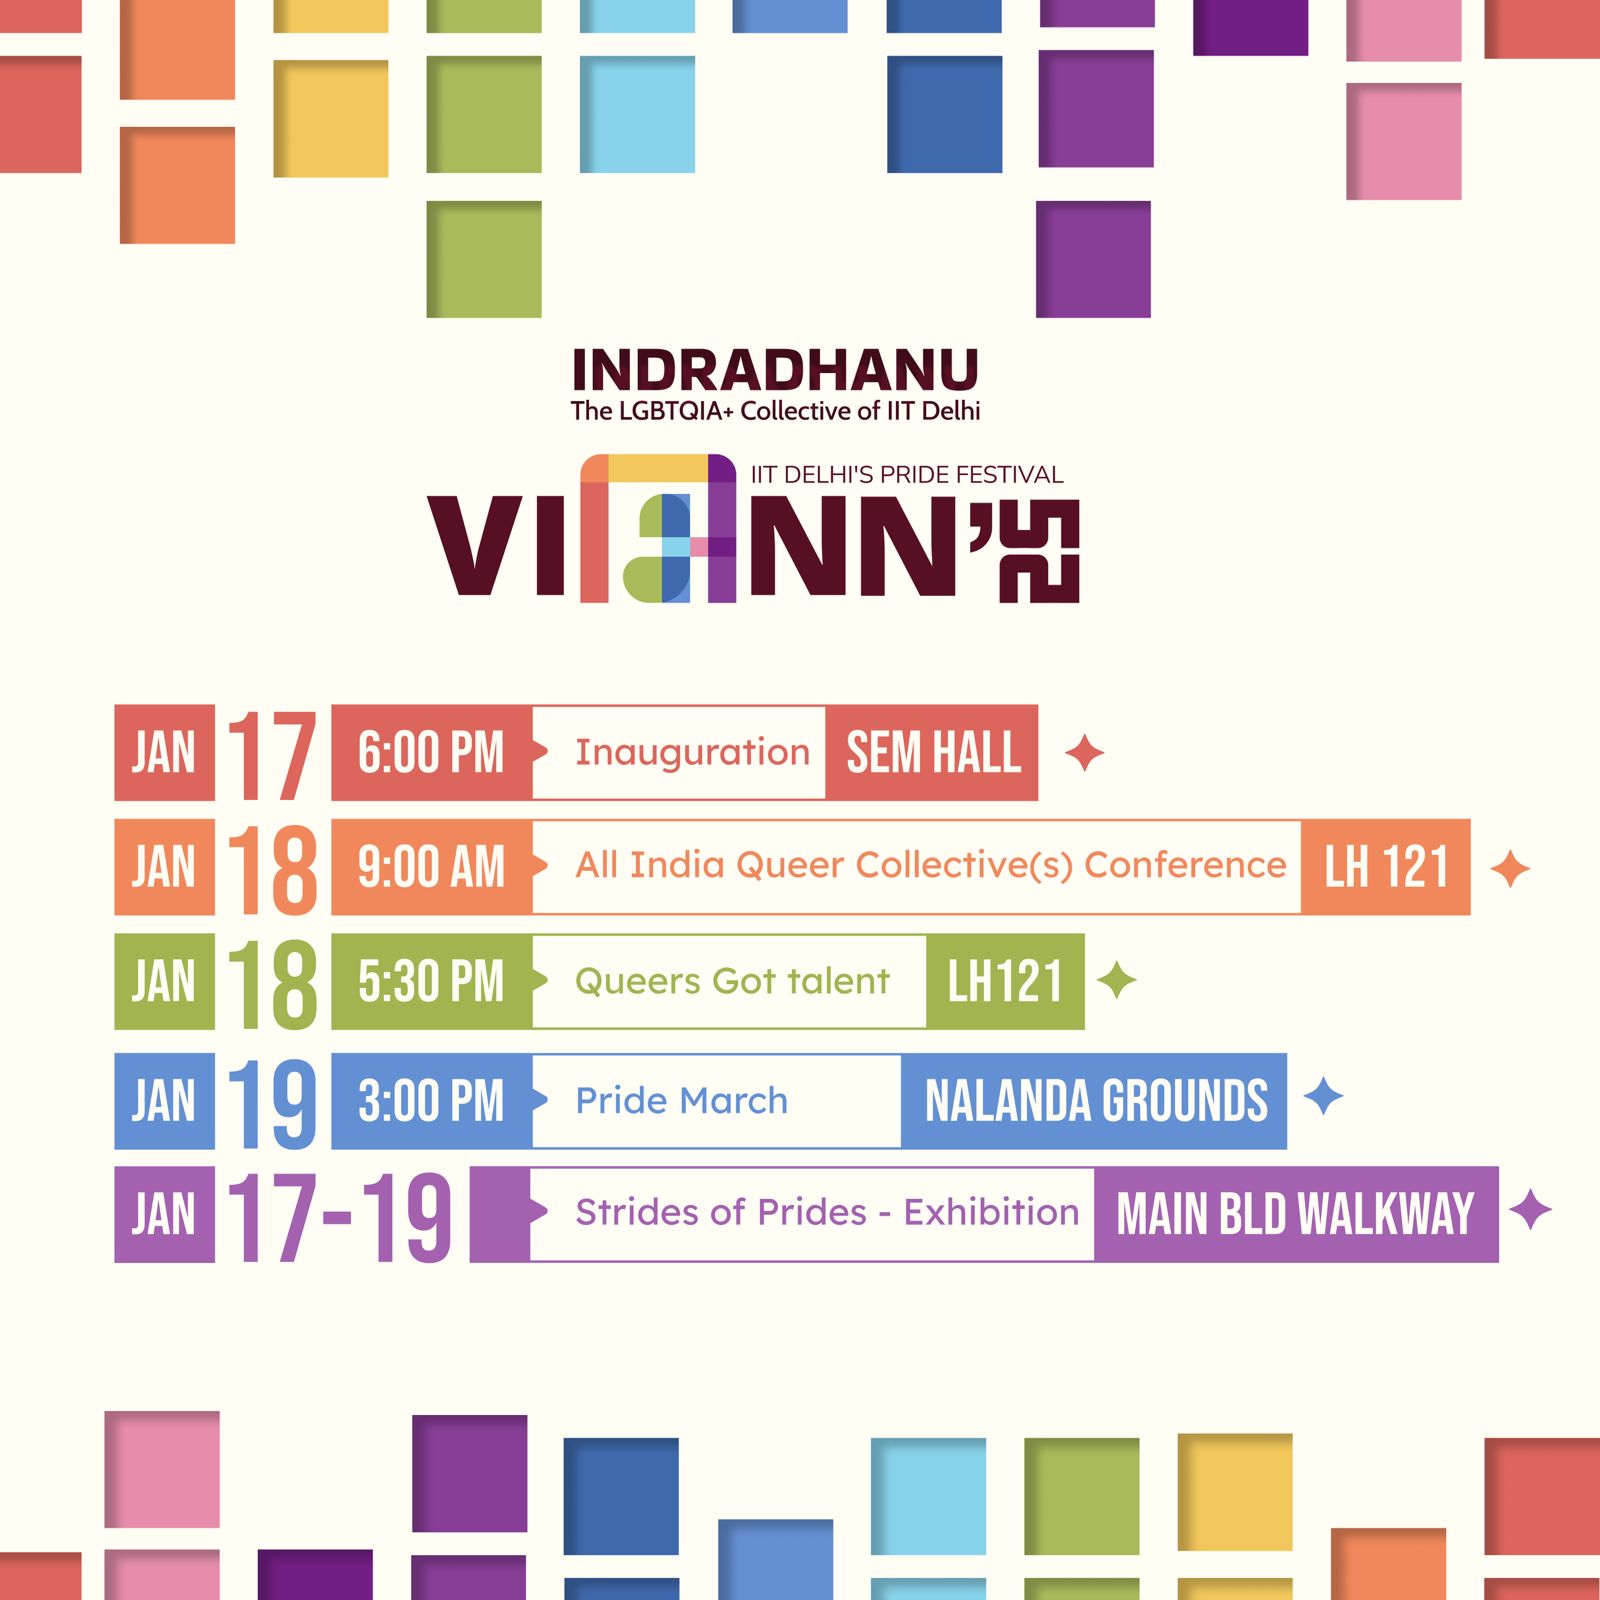 INDRADHANU
The LGBTQIA+ Collective of IIT Delhi
IIT DELHI'S PRIDE FESTIVAL
JAN 17 6:00 PM Inauguration SEM HALL
JAN 18 9:00 AM All India Queer Collective(s) Conference LH 121
JAN 18 5:30 PM Queers Got talent LH121
JAN 19 3:00 PM Pride March NALANDA GROUNDS
JAN 17-19 Strides of Prides - Exhibition MAIN BLD WALKWAY